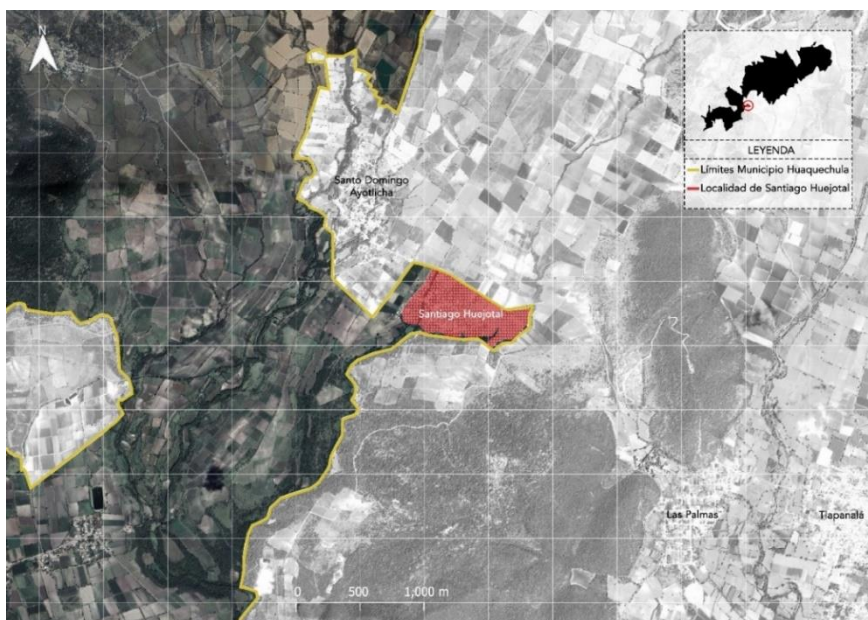 N
LEYENDA
Límites Municipio Huaquechula
Localidad de Santiago Huejotal
Santo Domingo
Ayotlicha
Santiago Huejotal
Las Palmas
Tlapanalá
0 500 1,000 m